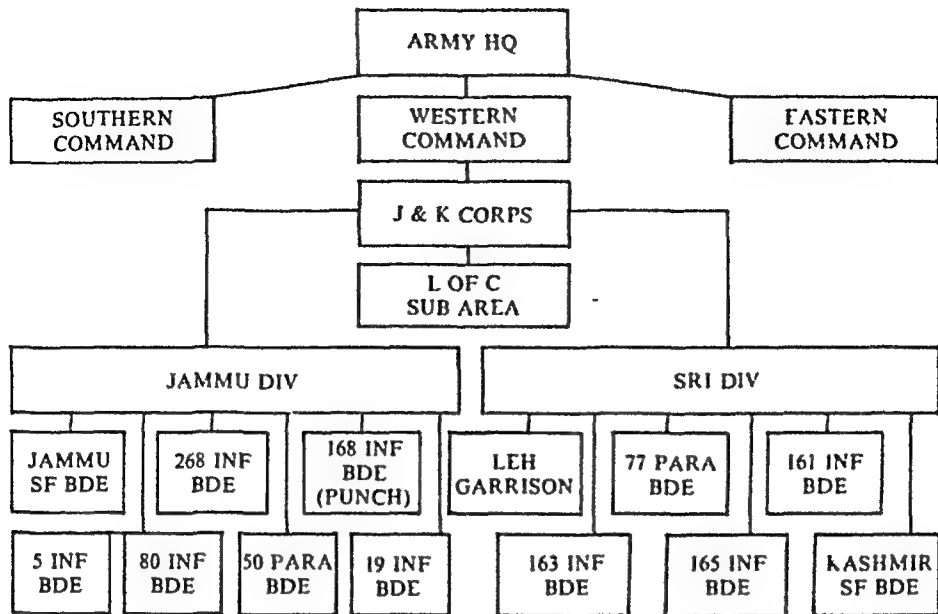 ARMY HQ
SOUTHERN
COMMAND
WESTERN
COMMAND
EASTERN
COMMAND
J & K CORPS
L OF C
SUB AREA
JAMMU DIV
SRI DIV
JAMMU
SF BDE
268 INF
BDE
168 INF
BDE
(PUNCH)
LEH
GARRISON
77 PARA
BDE
161 INF
BDE
5 INF
BDE
80 INF
BDE
50 PARA
BDE
19 INF
BDE
163 INF
BDE
165 INF
BDE
KASHMIR
SF BDE